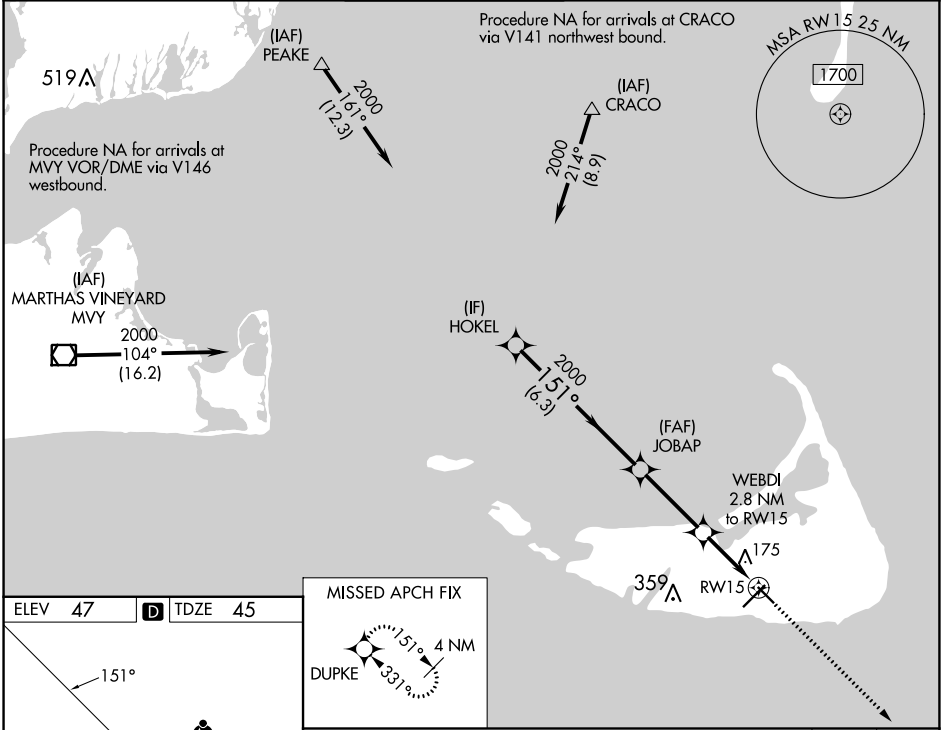 Procedure NA for arrivals at CRACO
via V141 northwest bound.
MSA RW 15 25 NM
1700
(IAF)
PEAKE
2000
161°
(12.3)
519
(IAF)
CRACO
2000
214°
(8.9)
Procedure NA for arrivals at
MVY VOR/DME via V146
westbound.
(IAF)
MARTHAS VINEYARD
MVY
2000
104°
(16.2)
(IF)
HOKEL
2000
151°
(6.3)
(FAF)
JOBAP
WEBDI
2.8 NM
to RW15
175
359
RW15
MISSED APCH FIX
151°
4 NM
DUPKE
331°
ELEV 47
D
TDZE 45
151°